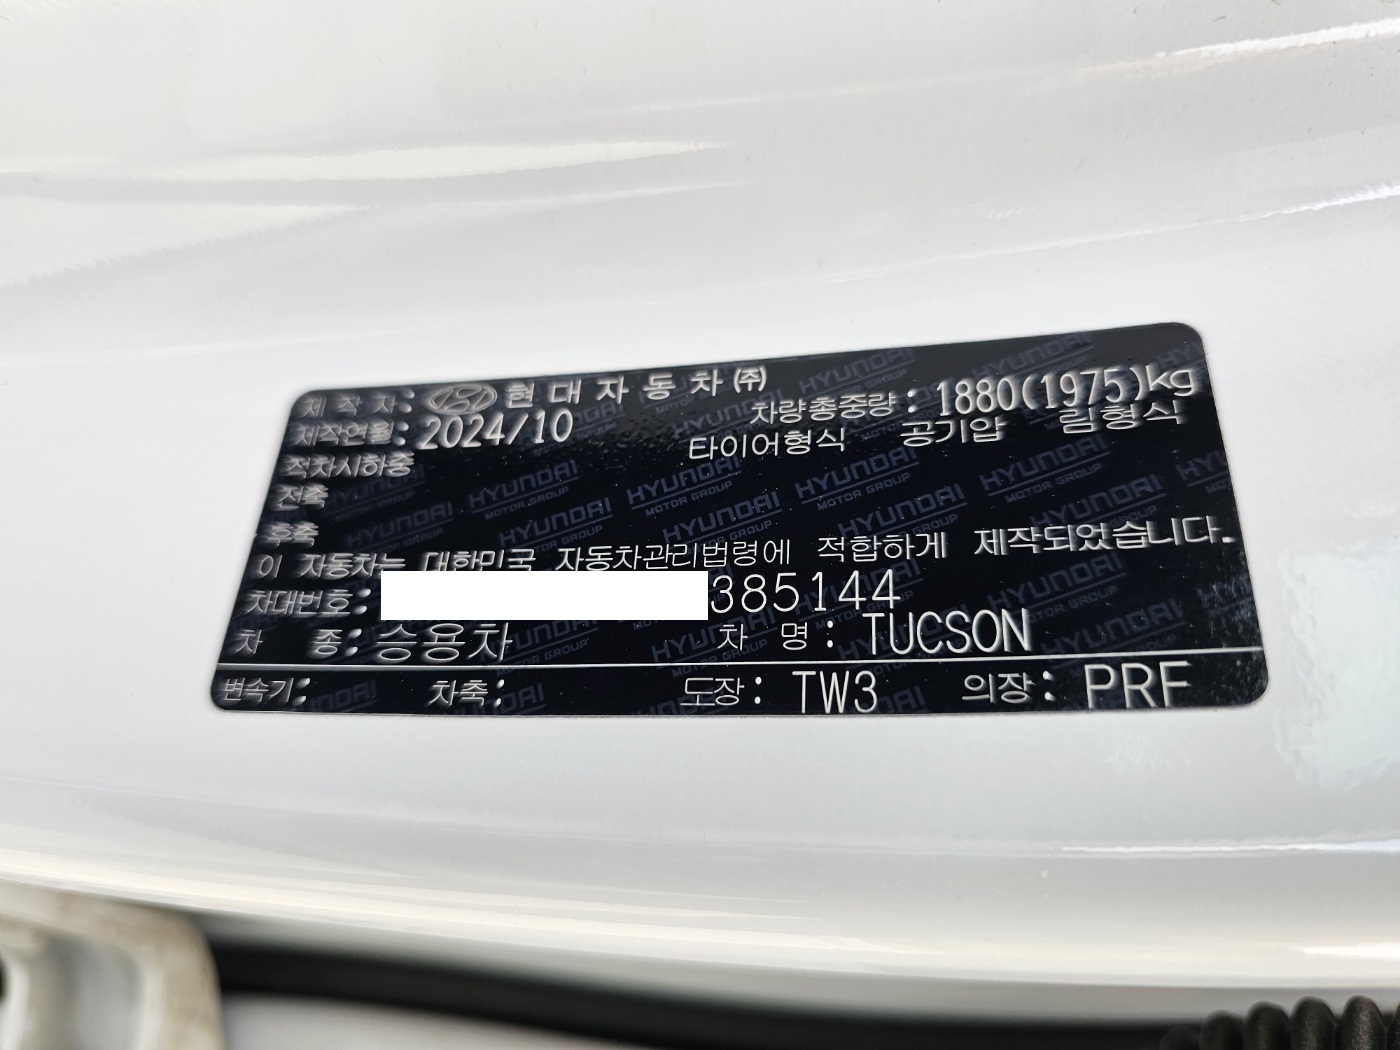 제 작 자 : 현 대 자 동 차 ㈜
제작연월 : 2024/10 차량총중량 : 1880(1975)kg
적차시하중 타이어형식 공기압 림형식
전축
후축
이 자동차는 대한민국 자동차관리법령에 적합하게 제작되었습니다.
차대번호 : 385144
차 종 : 승용차 차 명 : TUCSON
변속기 : 차축 : 도장 : TW3 의장 : PRF
HYUNDAI
MOTOR GROUP